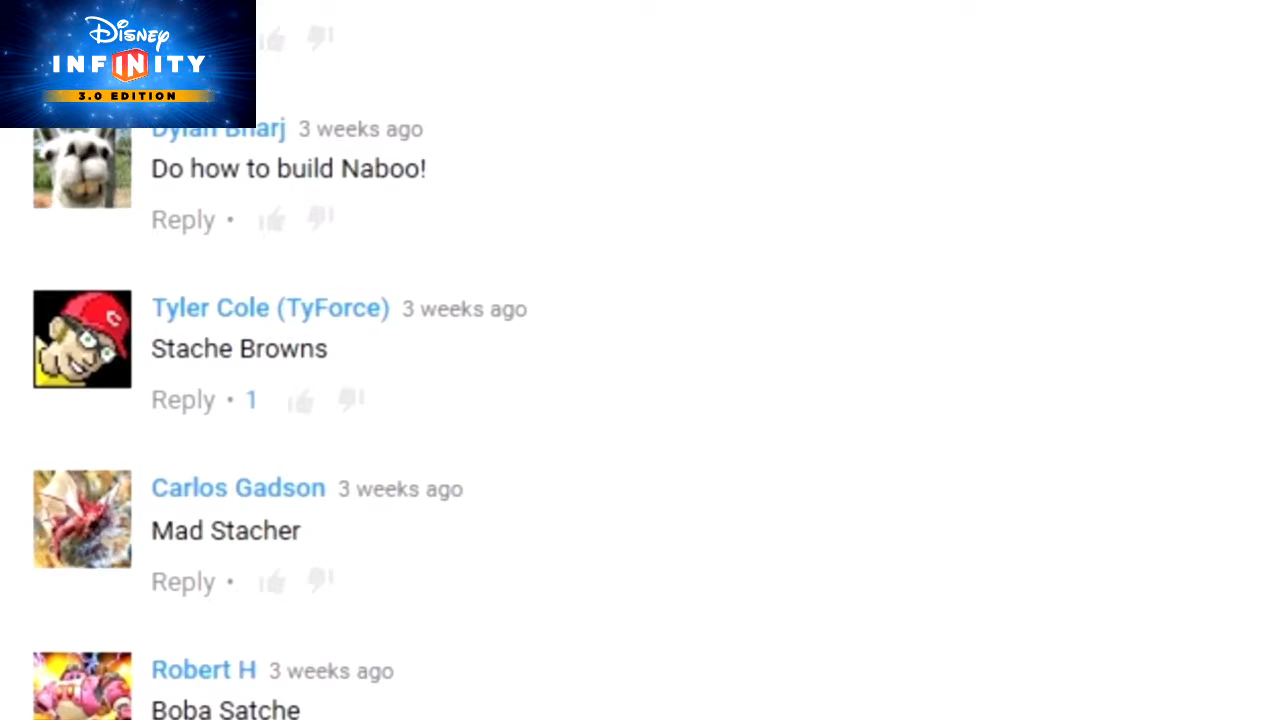 Disney
INFINITY
3.0 EDITION
Dylan Bharj 3 weeks ago
Do how to build Naboo!
Reply •
Tyler Cole (TyForce) 3 weeks ago
Stache Browns
Reply • 1
Carlos Gadson 3 weeks ago
Mad Stacher
Reply •
Robert H 3 weeks ago
Boba Satche